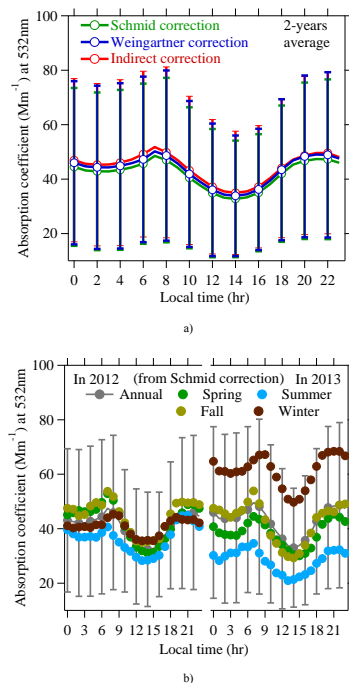 Absorption coefficient (Mm⁻¹) at 532nm
Schmid correction
Weingartner correction
Indirect correction
2-years
average
100
80
60
40
20
0 2 4 6 8 10 12 14 16 18 20 22
Local time (hr)
a)
Absorption coefficient (Mm⁻¹) at 532nm
In 2012 (from Schmid correction) In 2013
Annual Spring Summer
Fall Winter
100
80
60
40
20
0 3 6 9 12 15 18 21 0 3 6 9 12 15 18 21
Local time (hr)
b)